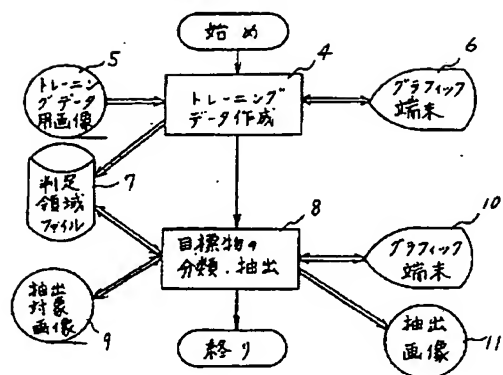 始め
5
トレーニン
グデータ
用画像
4
トレーニング
データ作成
6
グラフィック
端末
7
判定
領域
ファイル
8
目標物の
分類．抽出
10
グラフィック
端末
抽出
対象
画像
9
抽出
画像
11
終り